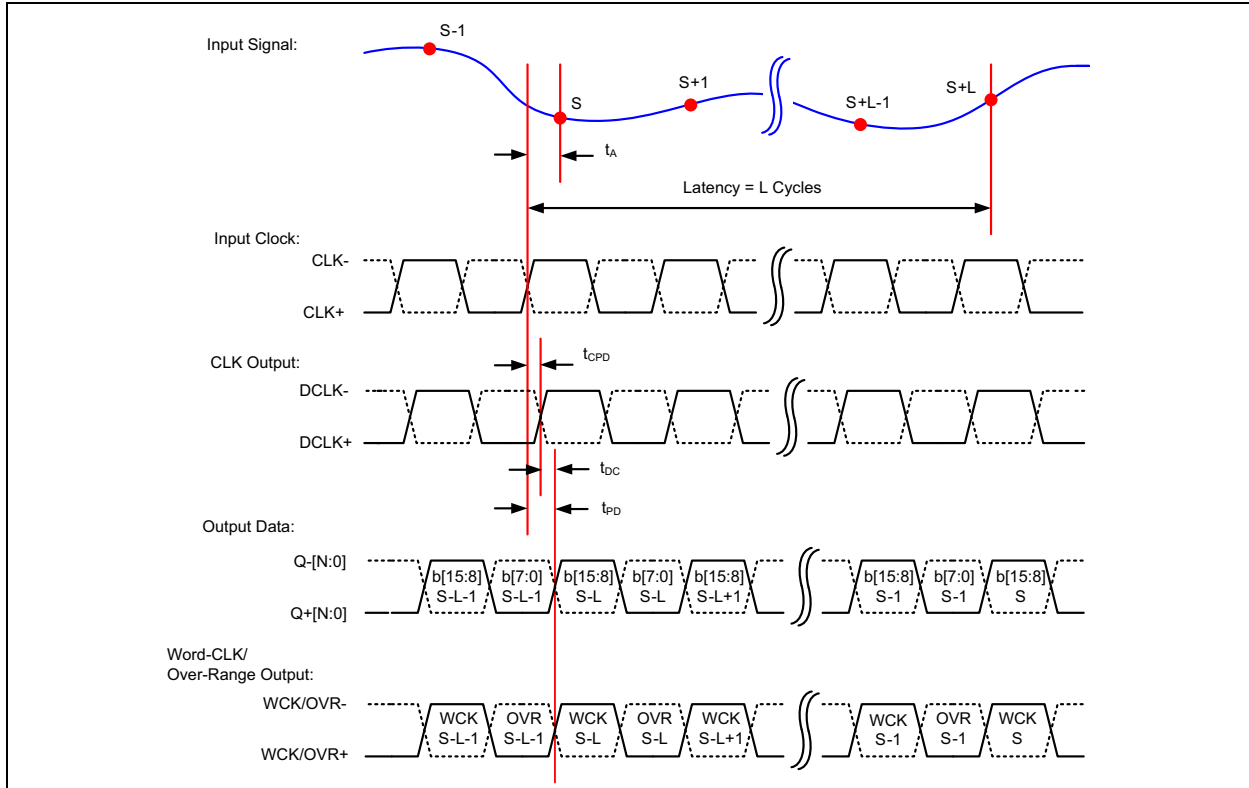 Input Signal:
S-1
S
S+1
S+L-1
S+L
tA
Latency = L Cycles
Input Clock:
CLK-
CLK+
CLK Output:
tCPD
DCLK-
DCLK+
tDC
tPD
Output Data:
Q-[N:0]
Q+[N:0]
b[15:8] b[7:0] b[15:8] b[7:0] b[15:8] b[15:8] b[7:0] b[15:8]
S-L-1 S-L-1 S-L S-L S-L+1 S-1 S-1 S
Word-CLK/
Over-Range Output:
WCK/OVR-
WCK/OVR+
WCK OVR WCK OVR WCK WCK OVR WCK
S-L-1 S-L-1 S-L S-L S-L+1 S-1 S-1 S